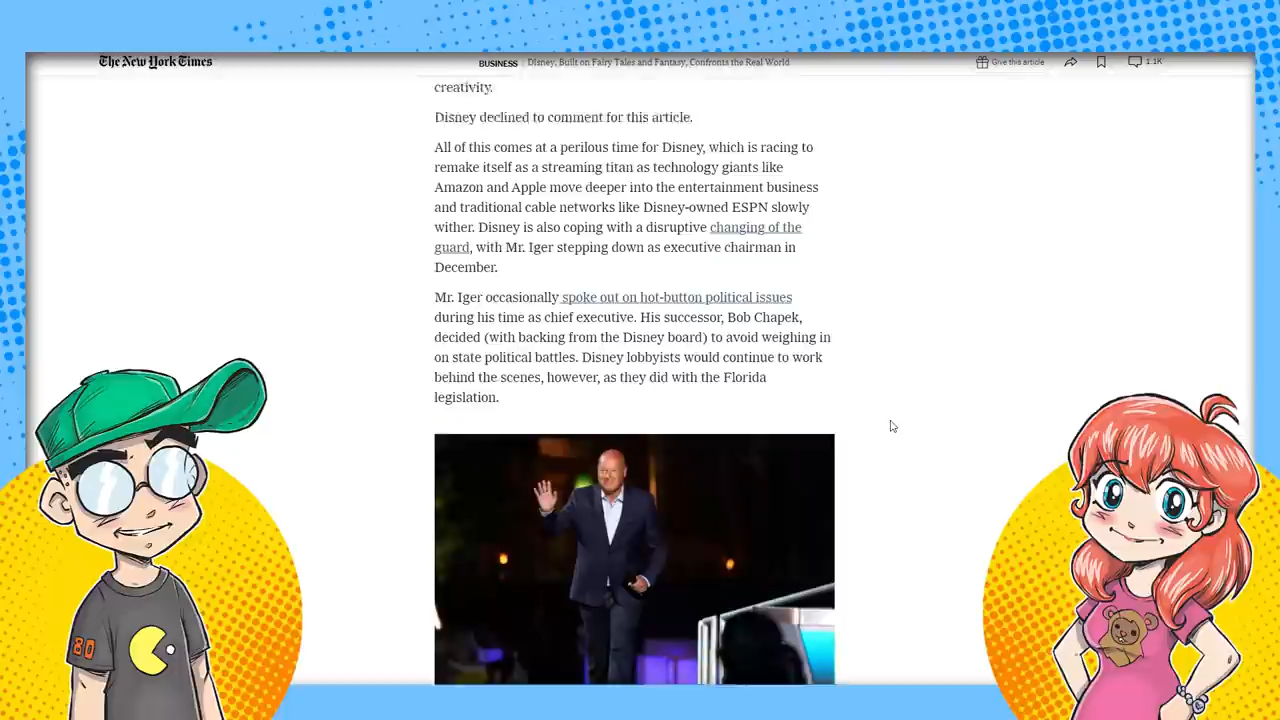 The New York Times
BUSINESS | Disney, Built on Fairy Tales and Fantasy, Confronts the Real World
Give this article
1.1K
creativity.
Disney declined to comment for this article.
All of this comes at a perilous time for Disney, which is racing to
remake itself as a streaming titan as technology giants like
Amazon and Apple move deeper into the entertainment business
and traditional cable networks like Disney-owned ESPN slowly
wither. Disney is also coping with a disruptive changing of the
guard, with Mr. Iger stepping down as executive chairman in
December.
Mr. Iger occasionally spoke out on hot-button political issues
during his time as chief executive. His successor, Bob Chapek,
decided (with backing from the Disney board) to avoid weighing in
on state political battles. Disney lobbyists would continue to work
behind the scenes, however, as they did with the Florida
legislation.
80